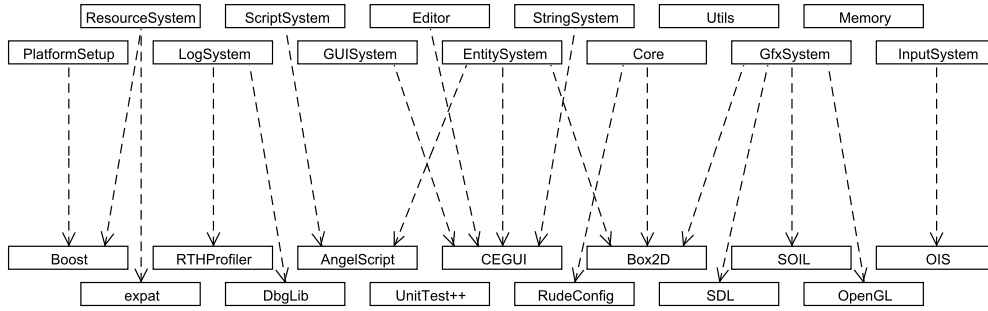 ResourceSystem
ScriptSystem
Editor
StringSystem
Utils
Memory
PlatformSetup
LogSystem
GUISystem
EntitySystem
Core
GfxSystem
InputSystem
Boost
RTHProfiler
AngelScript
CEGUI
Box2D
SOIL
OIS
expat
DbgLib
UnitTest++
RudeConfig
SDL
OpenGL